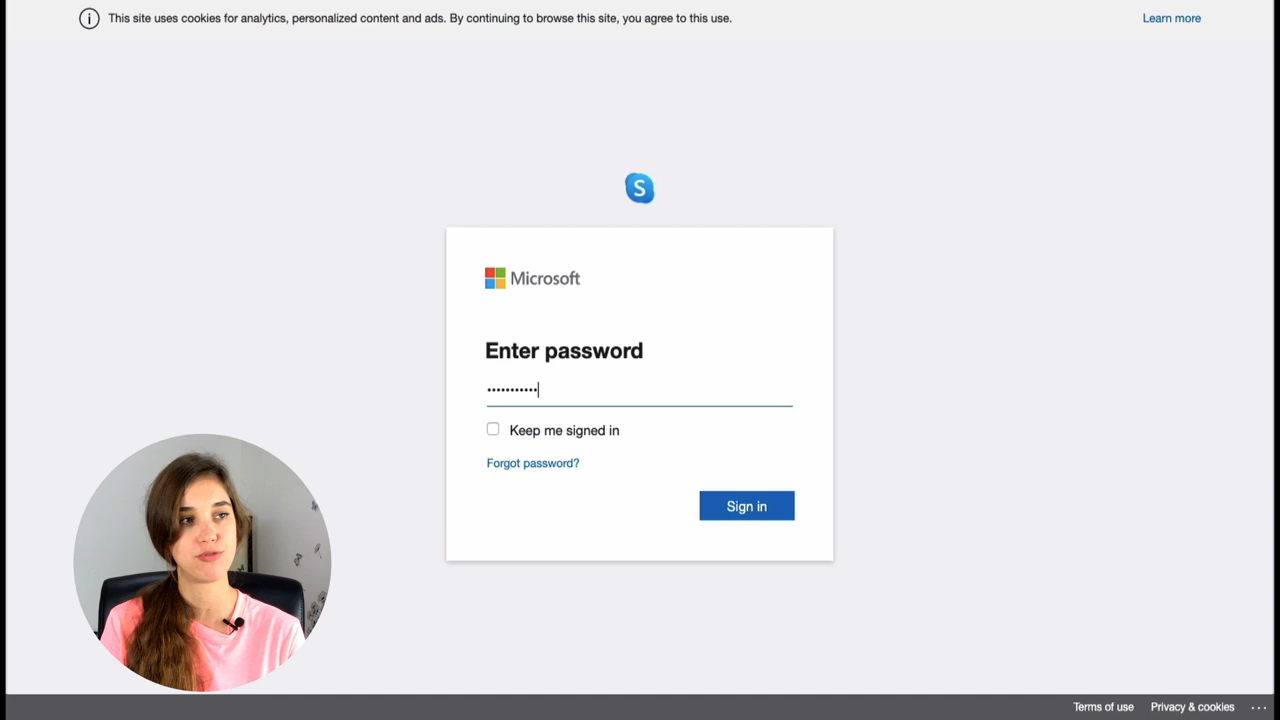 This site uses cookies for analytics, personalized content and ads. By continuing to browse this site, you agree to this use.
Learn more
S
Microsoft
Enter password
•••••••••••
Keep me signed in
Forgot password?
Sign in
Terms of use
Privacy & cookies
...